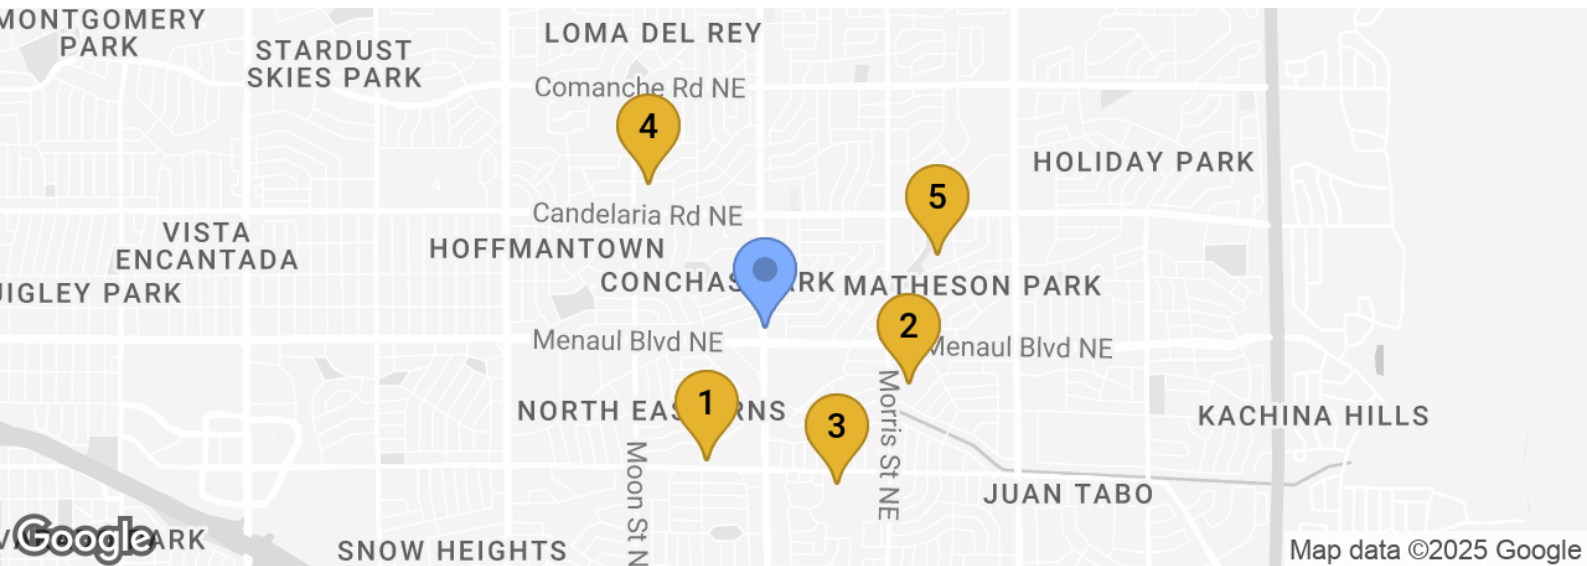 MONTGOMERY
PARK
STARDUST
SKIES PARK
LOMA DEL REY
Comanche Rd NE
4
HOLIDAY PARK
5
Candelaria Rd NE
VISTA
ENCANTADA
HOFFMANTOWN
MATHESON PARK
2
Menaul Blvd NE
Menaul Blvd NE
1
3
Morris St NE
KACHINA HILLS
Moon St N
JUAN TABO
SNOW HEIGHTS
Google
Map data ©2025 Google